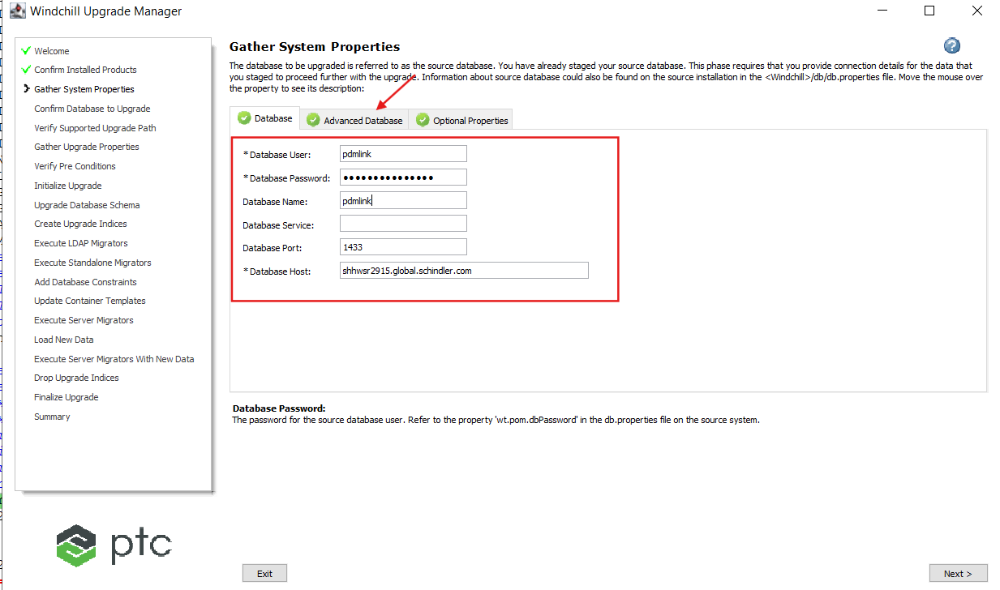 Windchill Upgrade Manager
Welcome
Confirm Installed Products
Gather System Properties
Confirm Database to Upgrade
Verify Supported Upgrade Path
Gather Upgrade Properties
Verify Pre Conditions
Initialize Upgrade
Upgrade Database Schema
Create Upgrade Indices
Execute LDAP Migrators
Execute Standalone Migrators
Add Database Constraints
Update Container Templates
Execute Server Migrators
Load New Data
Execute Server Migrators With New Data
Drop Upgrade Indices
Finalize Upgrade
Summary
ptc
Gather System Properties
?
The database to be upgraded is referred to as the source database. You have already staged your source database. This phase requires that you provide connection details for the data that
you staged to proceed further with the upgrade. Information about source database could also be found on the source installation in the <Windchill>/db/db.properties file. Move the mouse over
the property to see its description:
Database Advanced Database Optional Properties
* Database User: pdmlink
* Database Password: ●●●●●●●●●●●●●●●
Database Name: pdmlink
Database Service:
Database Port: 1433
* Database Host: shhwsr2915.global.schindler.com
Database Password:
The password for the source database user. Refer to the property 'wt.pom.dbPassword' in the db.properties file on the source system.
Exit Next >